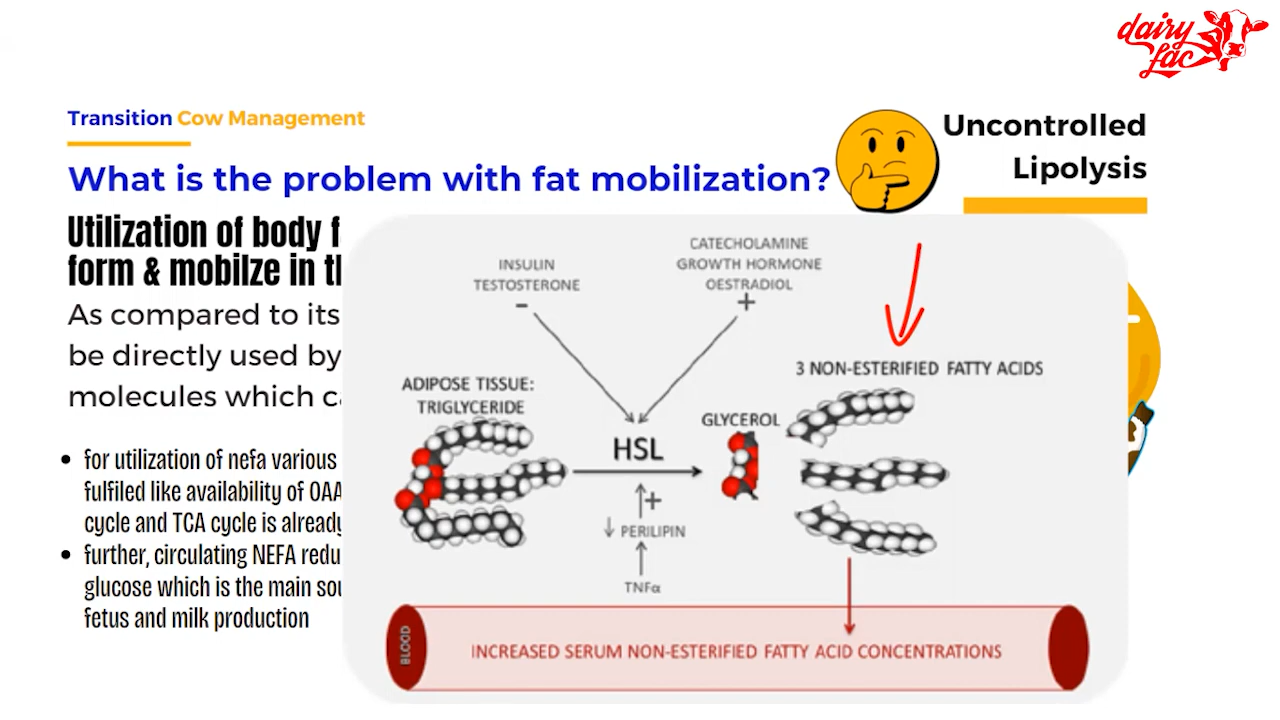 dairy
lac
Transition Cow Management
Uncontrolled
Lipolysis
What is the problem with fat mobilization?
Utilization of body f
form & mobilze in th
As compared to its
be directly used by
molecules which ca
for utilization of nefa various
fulfiled like availability of OAA
cycle and TCA cycle is already
further, circulating NEFA redu
glucose which is the main sou
fetus and milk production
INSULIN
TESTOSTERONE
-
CATECHOLAMINE
GROWTH HORMONE
OESTRADIOL
+
ADIPOSE TISSUE:
TRIGLYCERIDE
HSL
GLYCEROL
3 NON-ESTERIFIED FATTY ACIDS
+
↓ PERILIPIN
TNFα
BLOOD
INCREASED SERUM NON-ESTERIFIED FATTY ACID CONCENTRATIONS